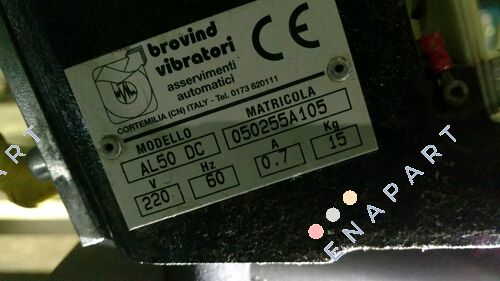 brovind
vibratori
asservimenti
automatici
CORTEMILIA (CN) ITALY - Tel. 0173 820111
CE
MODELLO MATRICOLA
AL50 DC 050255A105
V Hz A Kg
220 60 0.7 15
ENAPART
ENAPART